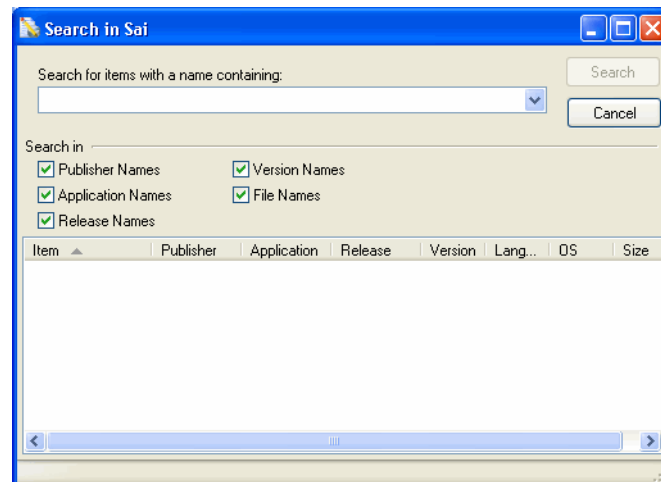 Search in Sai
Search for items with a name containing:
Search
Cancel
Search in
Publisher Names
Version Names
Application Names
File Names
Release Names
Item Publisher Application Release Version Lang... OS Size